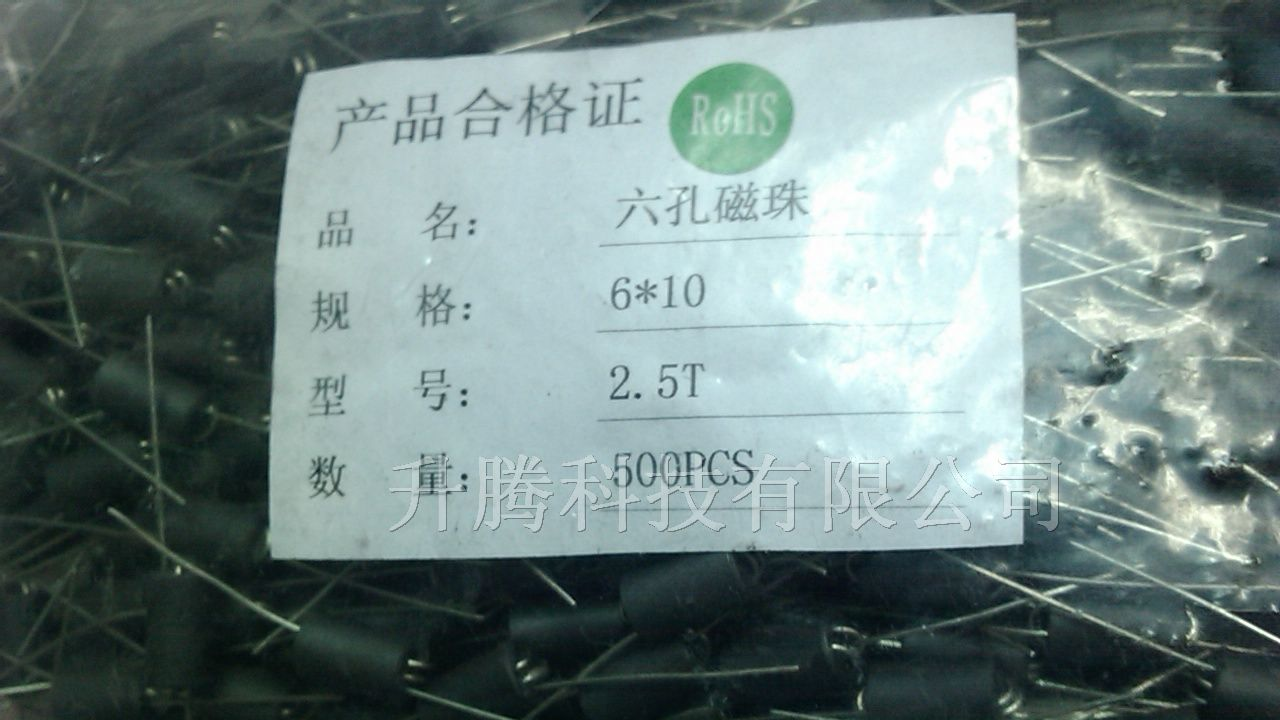 产品合格证 RoHS
品 名： 六孔磁珠
规 格： 6*10
型 号： 2.5T
数 量： 500PCS
升腾科技有限公司